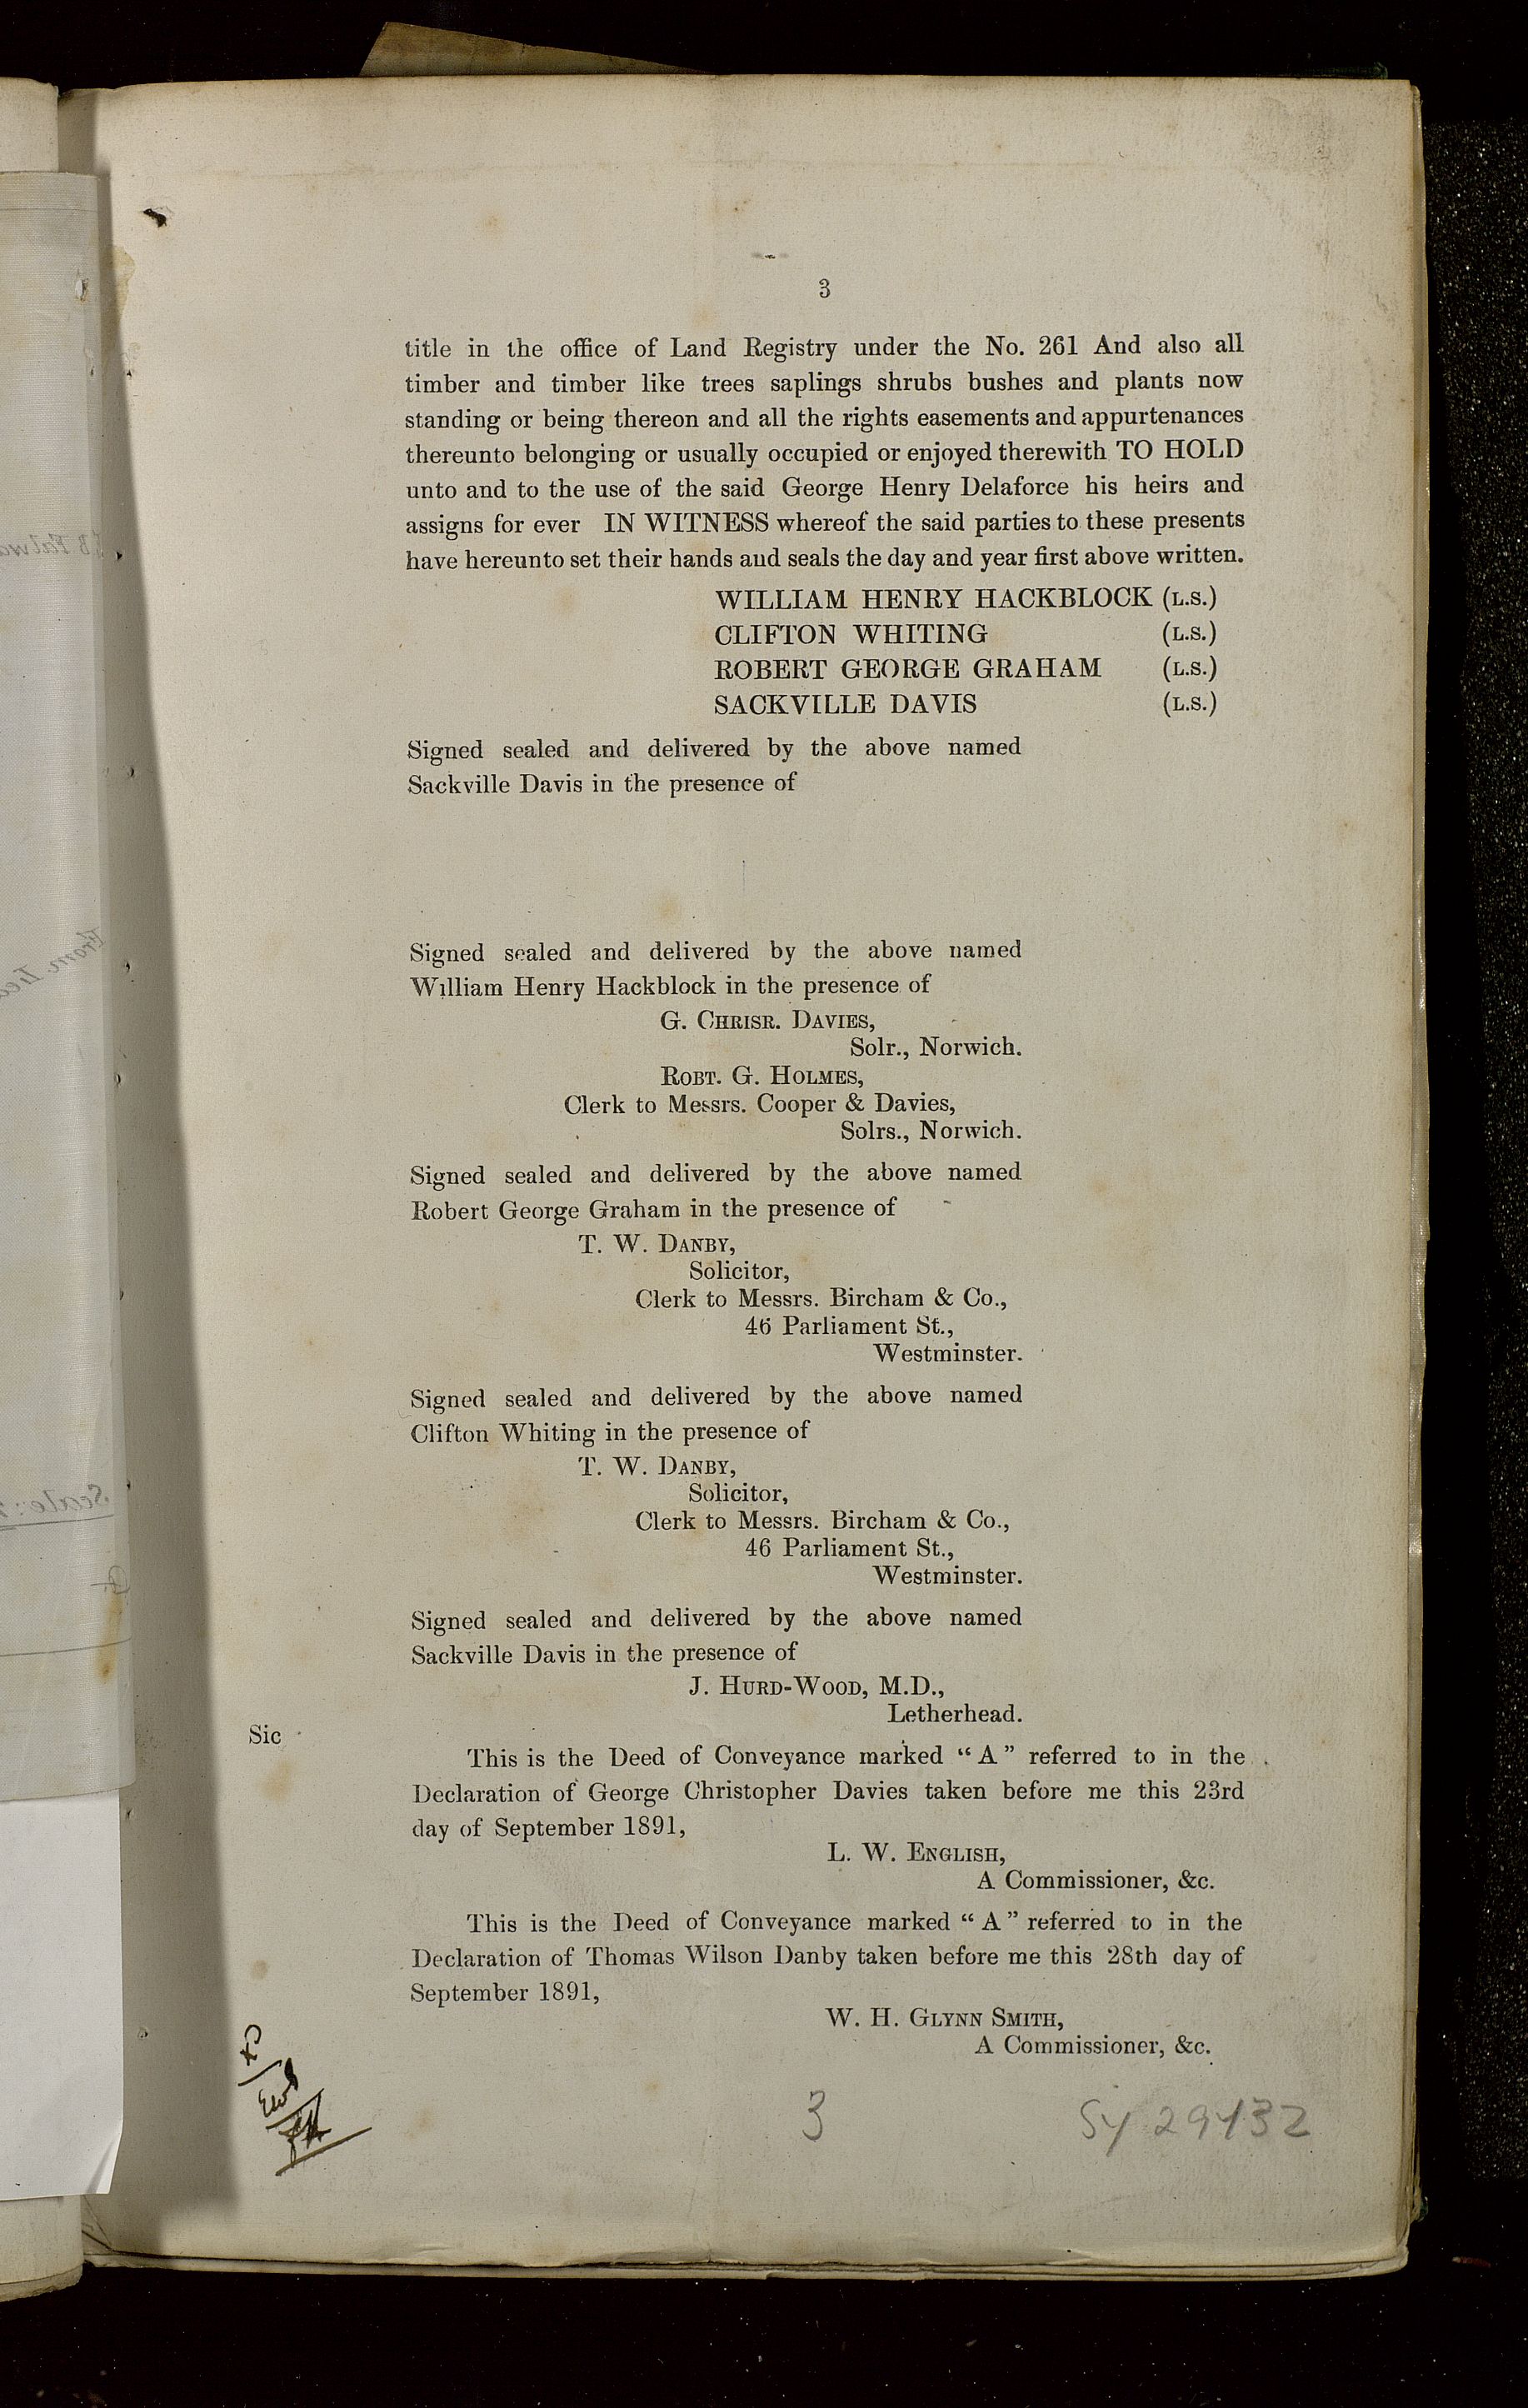 3
title in the office of Land Registry under the No. 261 And also all
timber and timber like trees saplings shrubs bushes and plants now
standing or being thereon and all the rights easements and appurtenances
thereunto belonging or usually occupied or enjoyed therewith TO HOLD
unto and to the use of the said George Henry Delaforce his heirs and
assigns for ever IN WITNESS whereof the said parties to these presents
have hereunto set their hands and seals the day and year first above written.
WILLIAM HENRY HACKBLOCK (L.S.)
CLIFTON WHITING (L.S.)
ROBERT GEORGE GRAHAM (L.S.)
SACKVILLE DAVIS (L.S.)
Signed sealed and delivered by the above named
Sackville Davis in the presence of
Signed sealed and delivered by the above named
William Henry Hackblock in the presence of
G. CHRISR. DAVIES,
Solr., Norwich.
ROBT. G. HOLMES,
Clerk to Messrs. Cooper & Davies,
Solrs., Norwich.
Signed sealed and delivered by the above named
Robert George Graham in the presence of
T. W. DANBY,
Solicitor,
Clerk to Messrs. Bircham & Co.,
46 Parliament St.,
Westminster.
Signed sealed and delivered by the above named
Clifton Whiting in the presence of
T. W. DANBY,
Solicitor,
Clerk to Messrs. Bircham & Co.,
46 Parliament St.,
Westminster.
Signed sealed and delivered by the above named
Sackville Davis in the presence of
J. HURD-WOOD, M.D.,
Letherhead.
Sic
This is the Deed of Conveyance marked "A" referred to in the
Declaration of George Christopher Davies taken before me this 23rd
day of September 1891,
L. W. ENGLISH,
A Commissioner, &c.
This is the Deed of Conveyance marked "A" referred to in the
Declaration of Thomas Wilson Danby taken before me this 28th day of
September 1891,
W. H. GLYNN SMITH,
A Commissioner, &c.
3
SY 29432